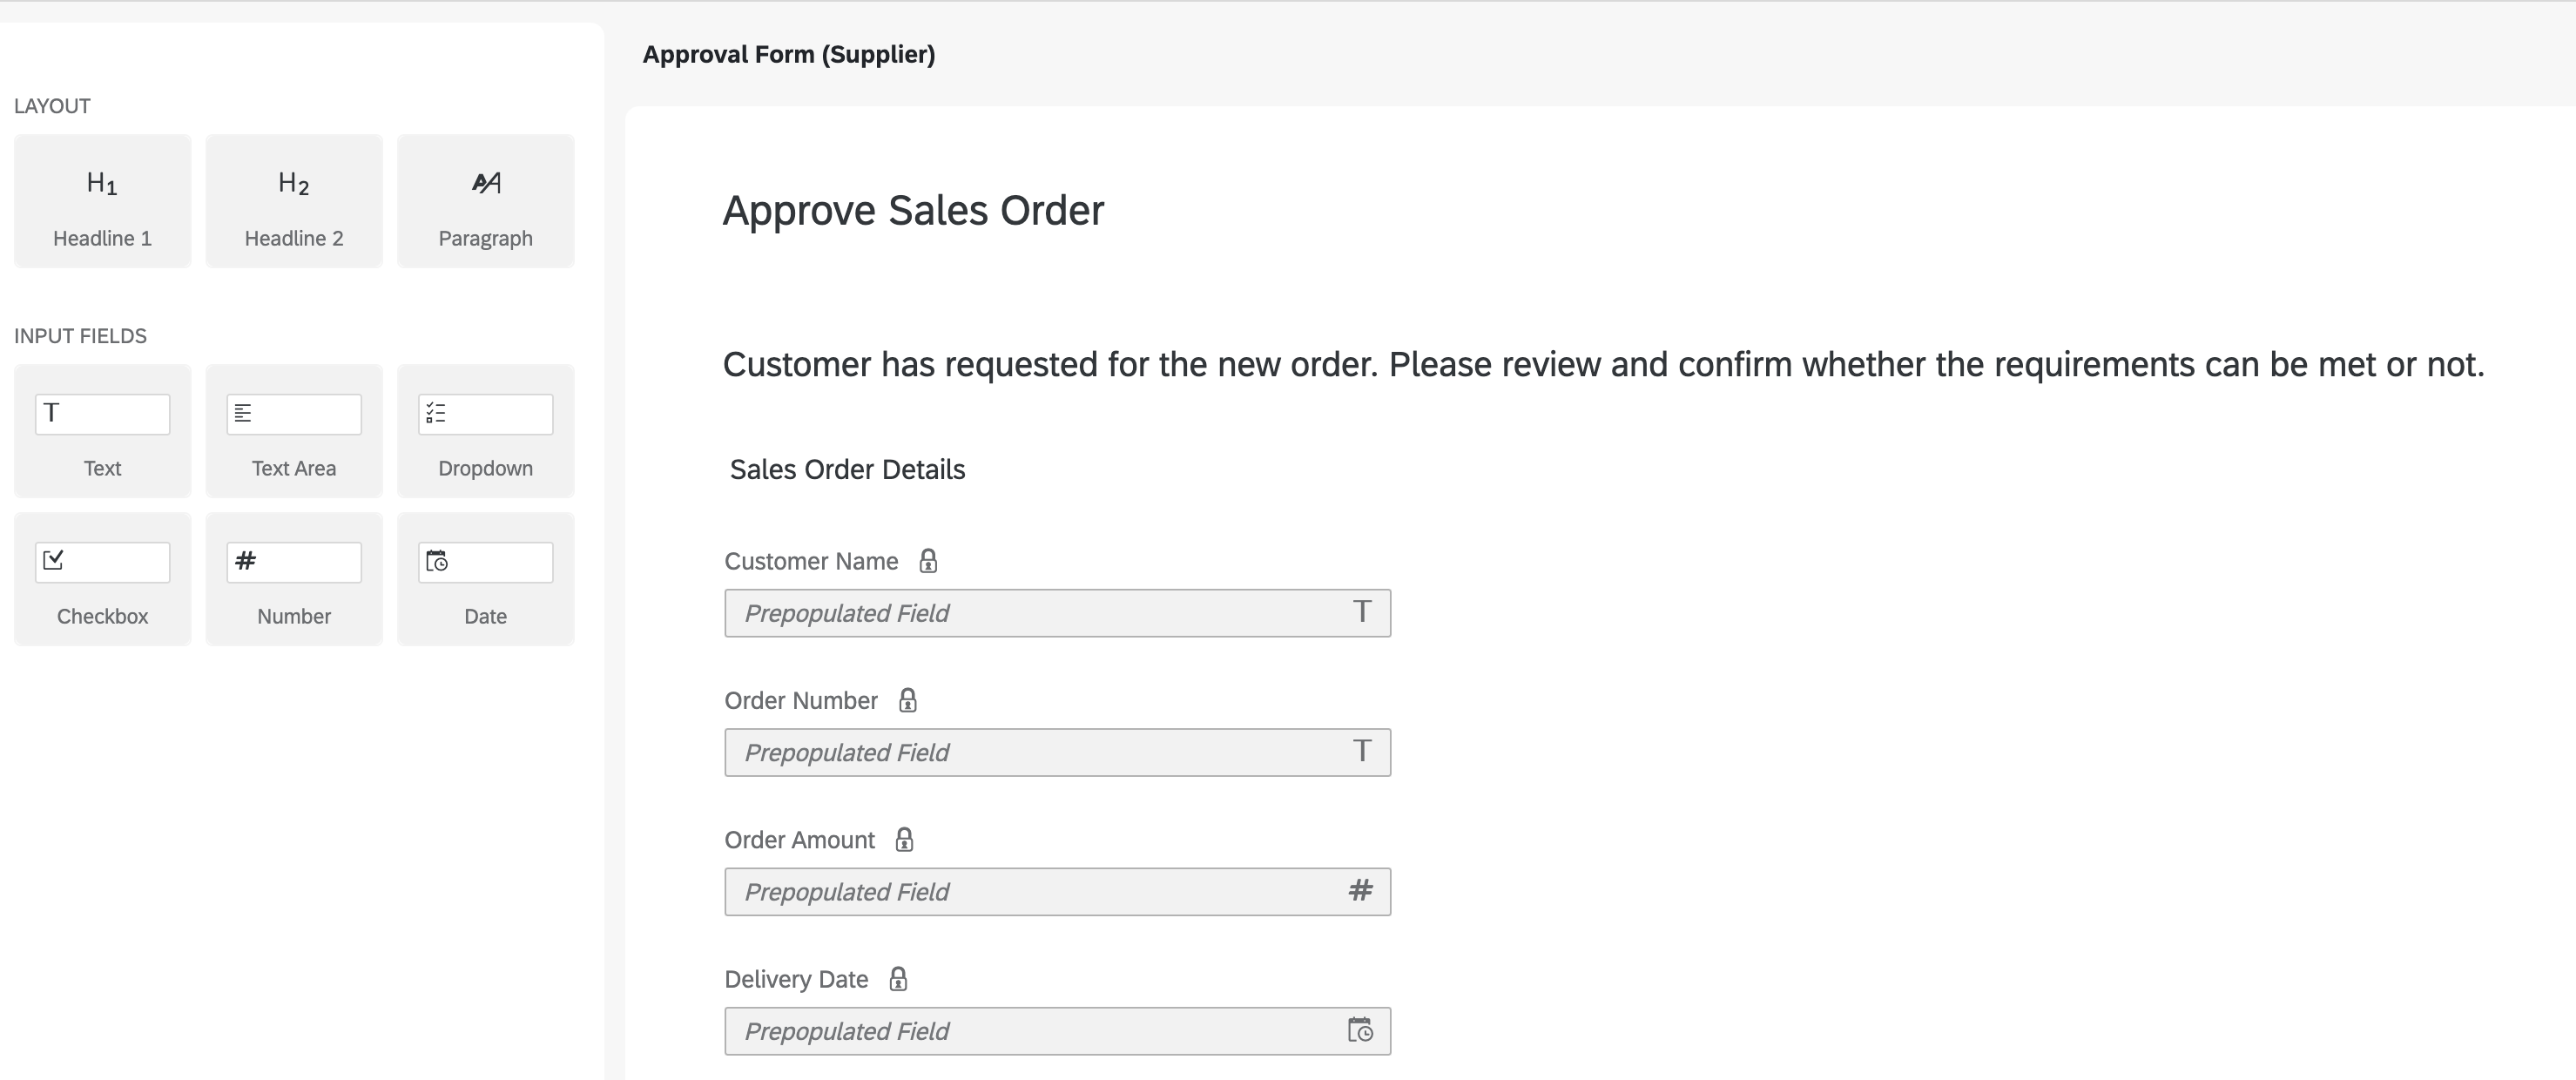 Approval Form (Supplier)
LAYOUT
H1
H2
Headline 1
Headline 2
Paragraph
INPUT FIELDS
T
Text
Text Area
Dropdown
#
Checkbox
Number
Date
Approve Sales Order
Customer has requested for the new order. Please review and confirm whether the requirements can be met or not.
Sales Order Details
Customer Name
Prepopulated Field T
Order Number
Prepopulated Field T
Order Amount
Prepopulated Field #
Delivery Date
Prepopulated Field